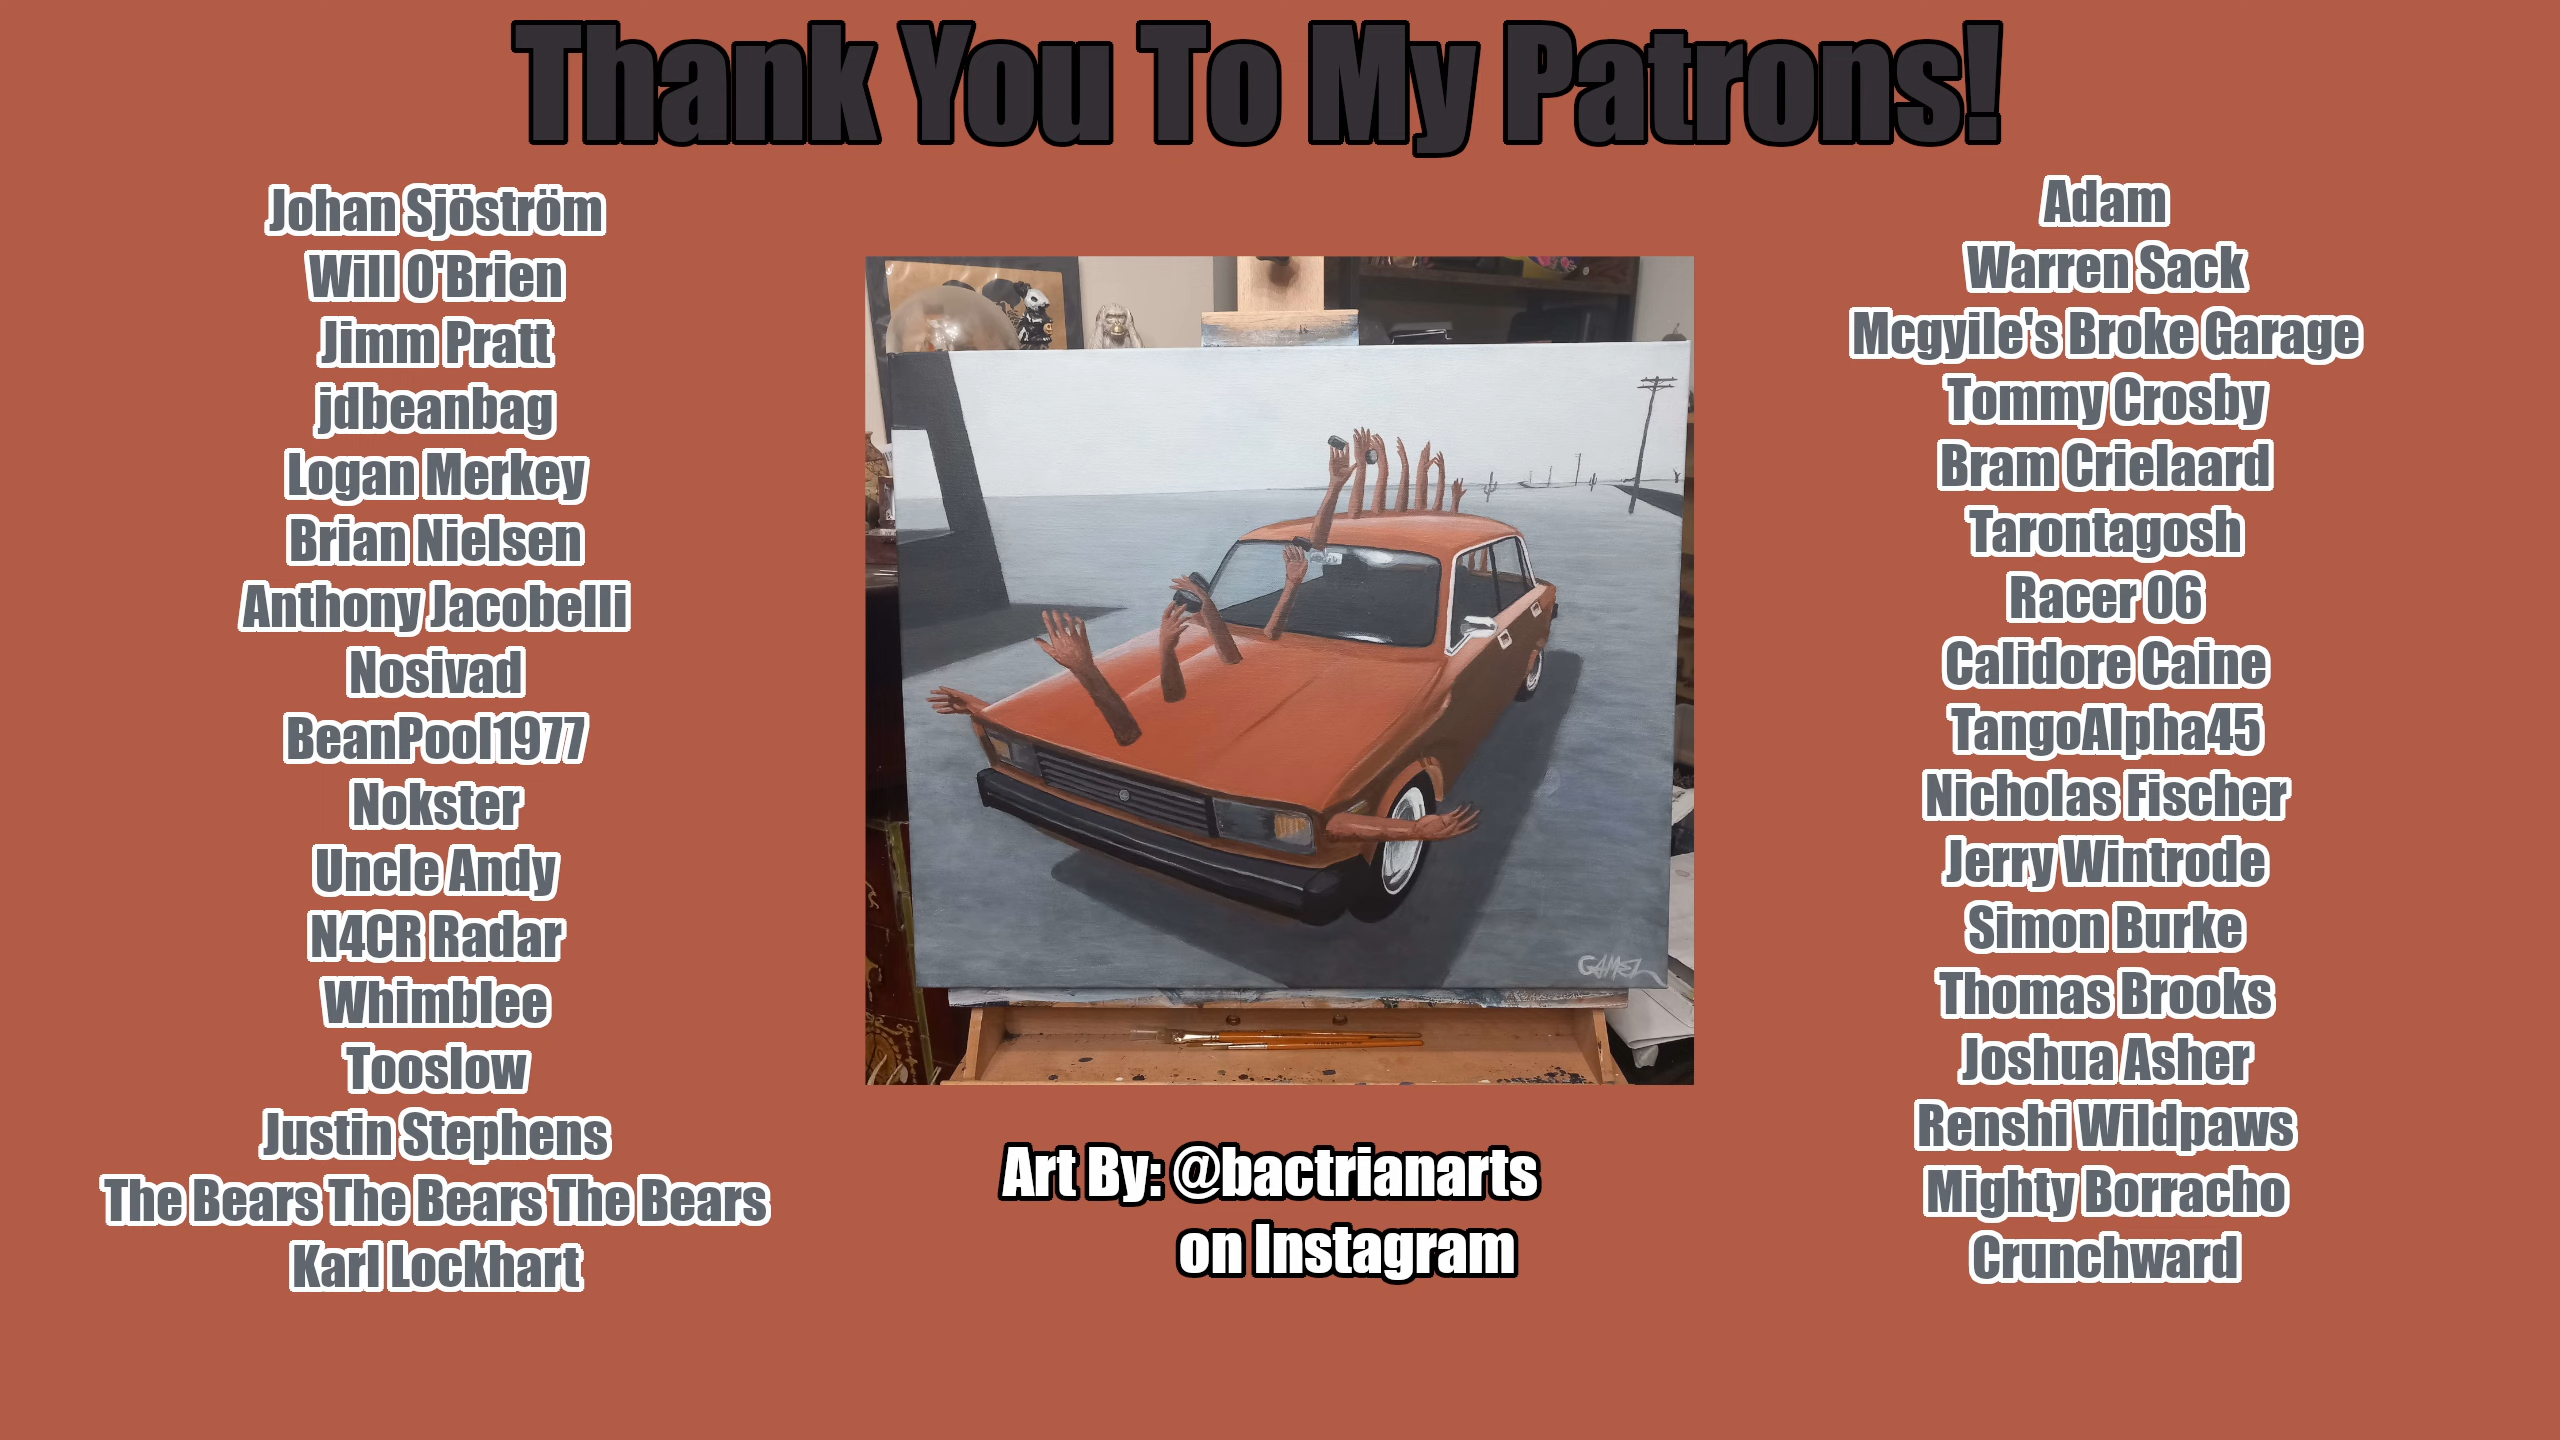 Thank You To My Patrons!
Johan Sjöström
Will O'Brien
Jimm Pratt
jdbeanbag
Logan Merkey
Brian Nielsen
Anthony Jacobelli
Nosivad
BeanPool1977
Nokster
Uncle Andy
N4CR Radar
Whimblee
Tooslow
Justin Stephens
The Bears The Bears The Bears
Karl Lockhart
GAMEZ
Art By: @bactrianarts
on Instagram
Adam
Warren Sack
Mcgyile's Broke Garage
Tommy Crosby
Bram Crielaard
Tarontagosh
Racer 06
Calidore Caine
TangoAlpha45
Nicholas Fischer
Jerry Wintrode
Simon Burke
Thomas Brooks
Joshua Asher
Renshi Wildpaws
Mighty Borracho
Crunchward